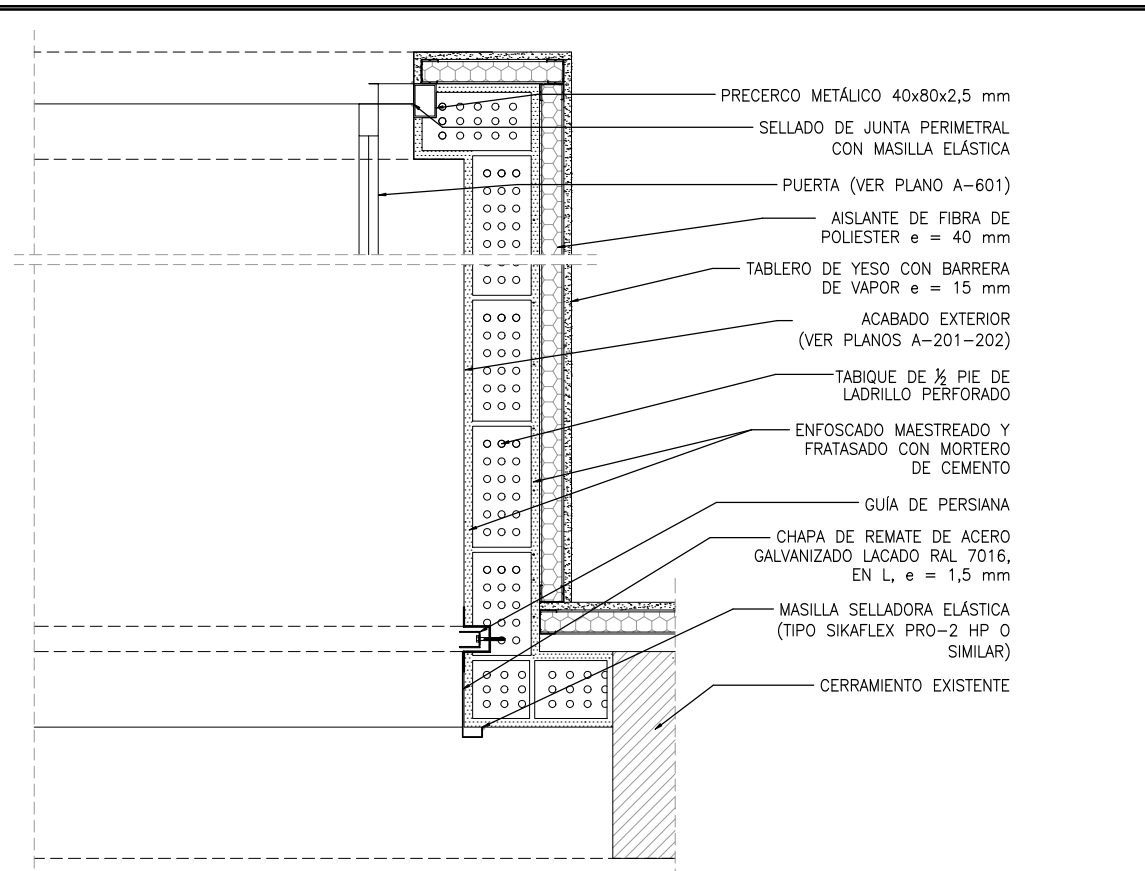 PRECERCO METÁLICO 40x80x2,5 mm
SELLADO DE JUNTA PERIMETRAL
CON MASILLA ELÁSTICA
PUERTA (VER PLANO A-601)
AISLANTE DE FIBRA DE
POLIESTER e = 40 mm
TABLERO DE YESO CON BARRERA
DE VAPOR e = 15 mm
ACABADO EXTERIOR
(VER PLANOS A-201-202)
TABIQUE DE ½ PIE DE
LADRILLO PERFORADO
ENFOSCADO MAESTREADO Y
FRATASADO CON MORTERO
DE CEMENTO
GUÍA DE PERSIANA
CHAPA DE REMATE DE ACERO
GALVANIZADO LACADO RAL 7016,
EN L, e = 1,5 mm
MASILLA SELLADORA ELÁSTICA
(TIPO SIKAFLEX PRO-2 HP O
SIMILAR)
CERRAMIENTO EXISTENTE